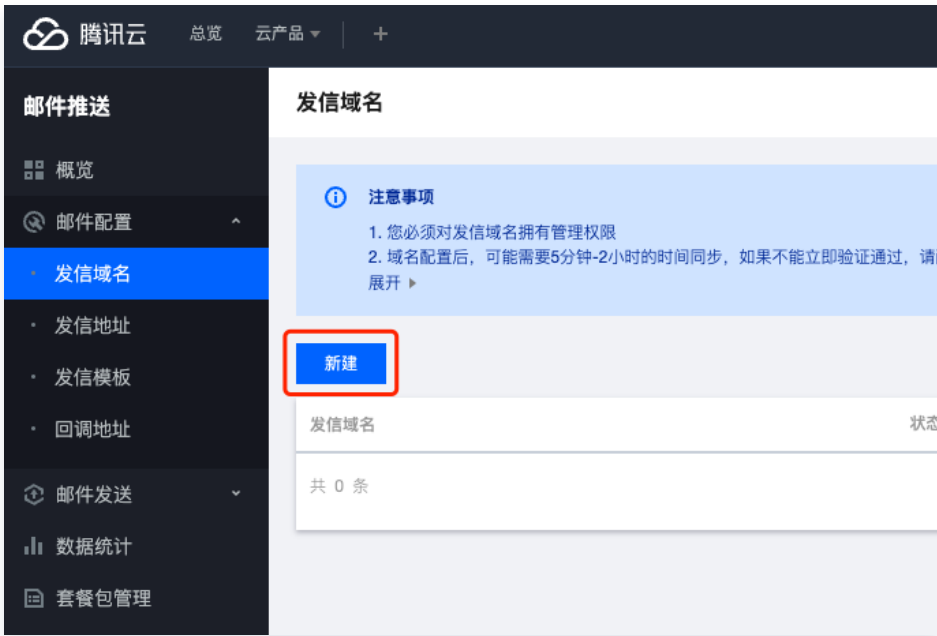 腾讯云 总览 云产品 +
邮件推送
概览
邮件配置
发信域名
发信地址
发信模板
回调地址
邮件发送
数据统计
套餐包管理
发信域名
注意事项
1. 您必须对发信域名拥有管理权限
2. 域名配置后，可能需要5分钟-2小时的时间同步，如果不能立即验证通过，请
展开
新建
发信域名 状态
共 0 条